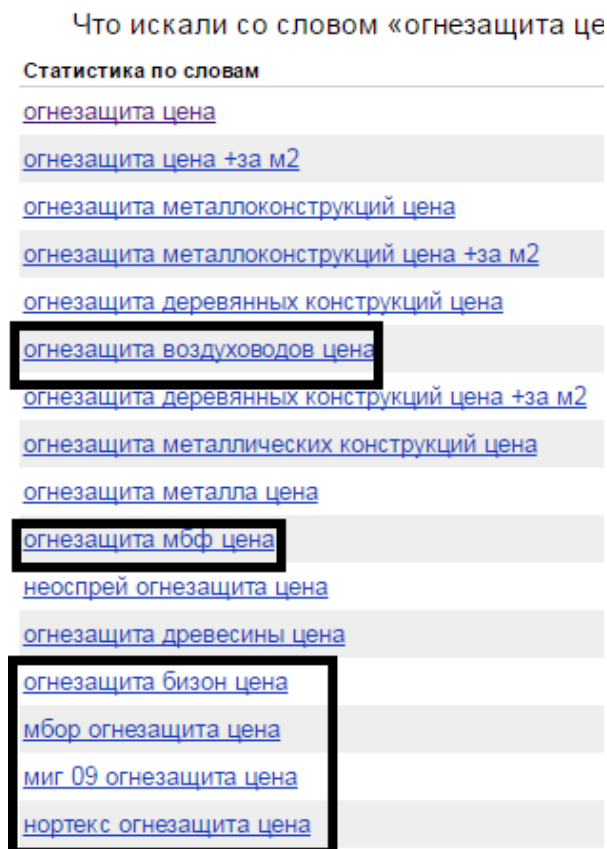 Что искали со словом «огнезащита це
Статистика по словам
огнезащита цена
огнезащита цена +за м2
огнезащита металлоконструкций цена
огнезащита металлоконструкций цена +за м2
огнезащита деревянных конструкций цена
огнезащита воздуховодов цена
огнезащита деревянных конструкций цена +за м2
огнезащита металлических конструкций цена
огнезащита металла цена
огнезащита мбф цена
неоспрей огнезащита цена
огнезащита древесины цена
огнезащита бизон цена
мбор огнезащита цена
миг 09 огнезащита цена
нортекс огнезащита цена